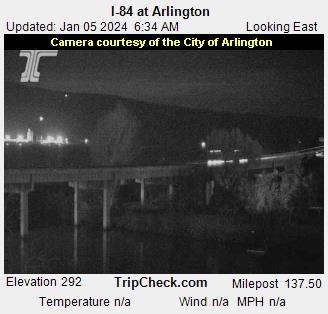 I-84 at Arlington
Updated: Jan 05 2024 6:34 AM Looking East
Camera courtesy of the City of Arlington
Elevation 292 TripCheck.com Milepost 137.50
Temperature n/a Wind n/a MPH n/a